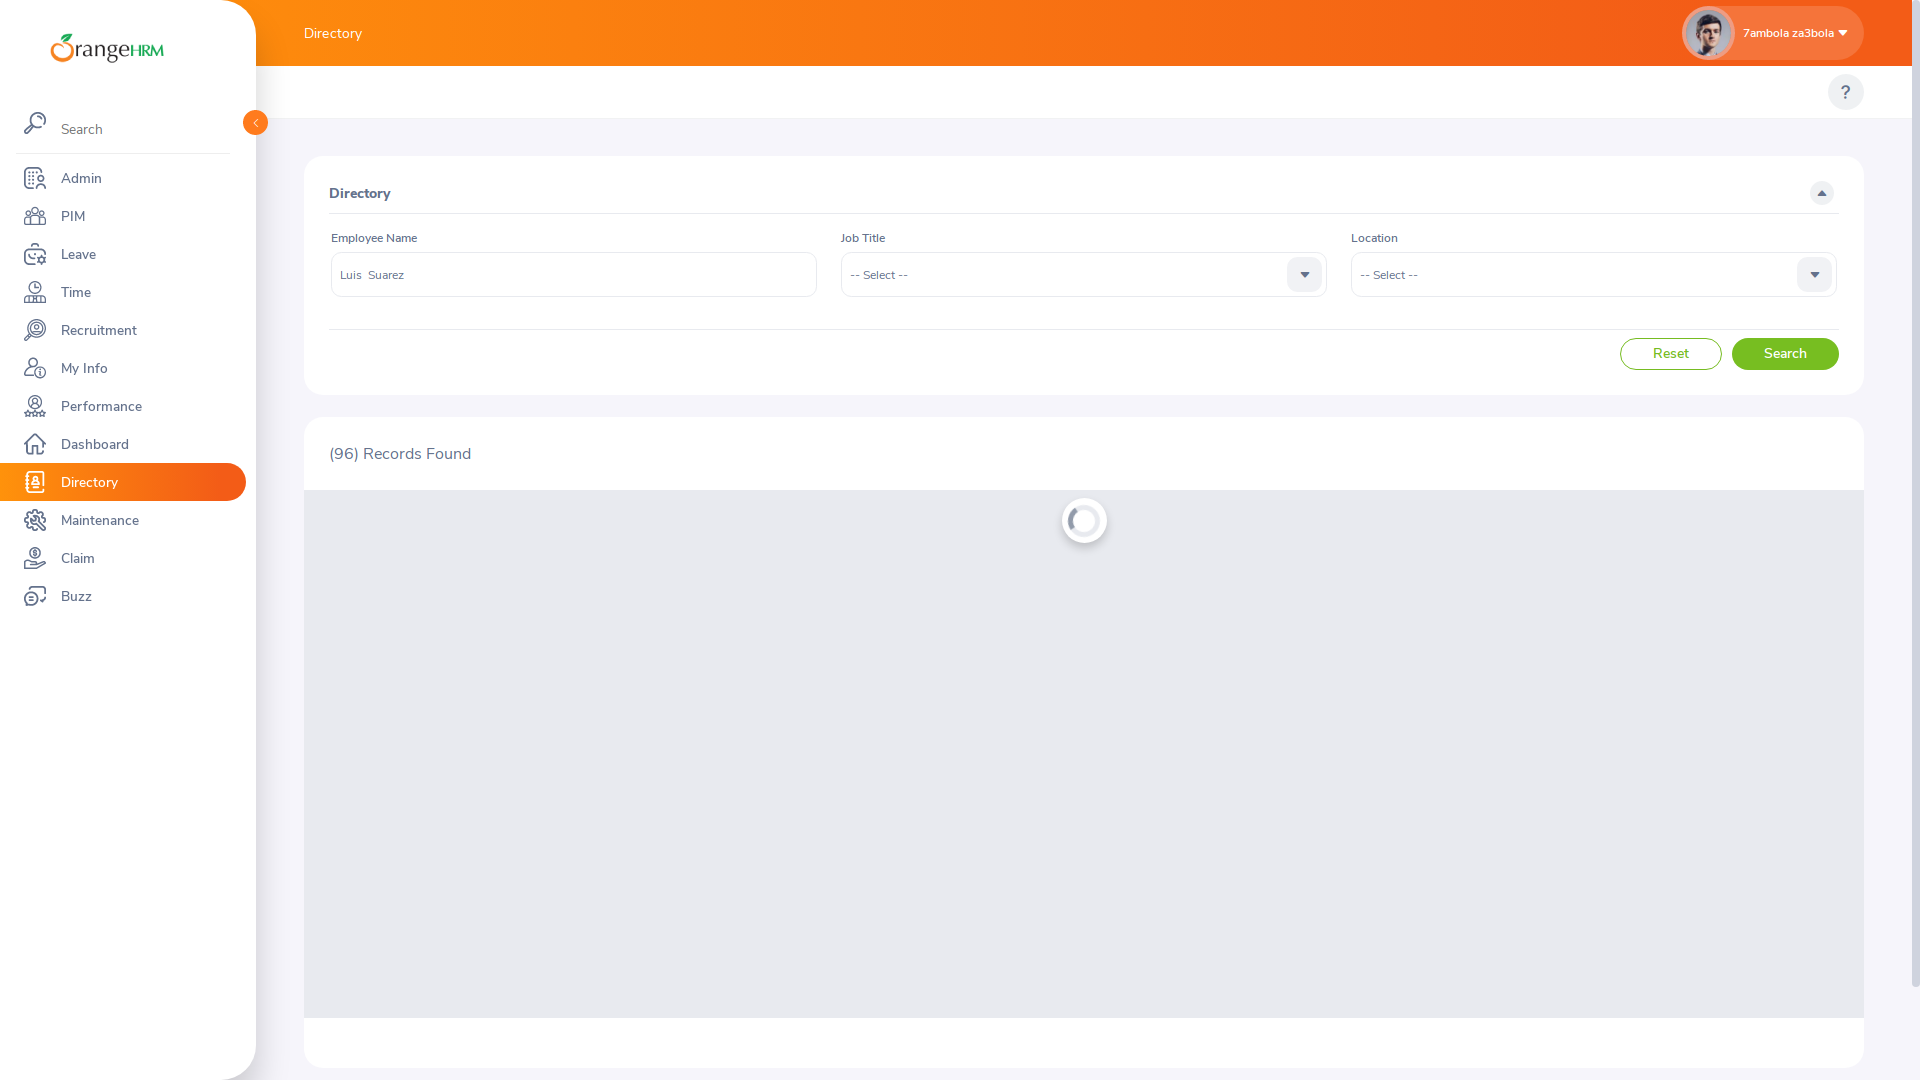 OrangeHRM
Directory
7ambola za3bola
Search
?
Admin
PIM
Leave
Time
Recruitment
My Info
Performance
Dashboard
Directory
Maintenance
Claim
Buzz
Directory
Employee Name
Job Title
Location
Luis  Suarez
-- Select --
-- Select --
Reset
Search
(96) Records Found